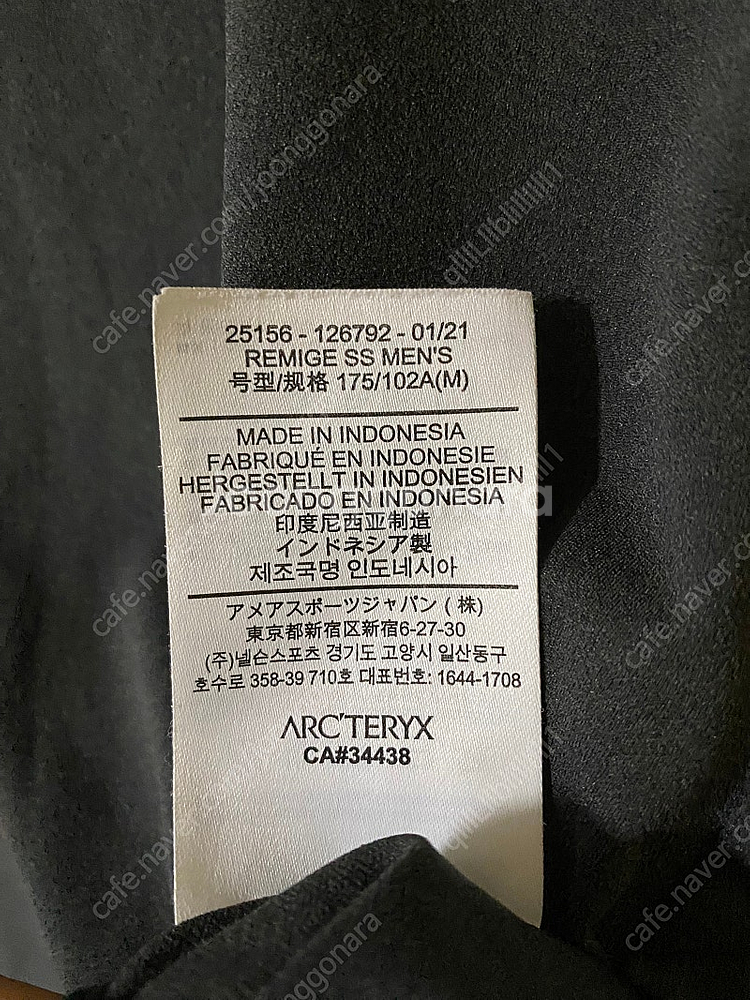 25156 - 126792 - 01/21
REMIGE SS MEN'S
号型/规格 175/102A(M)
MADE IN INDONESIA
FABRIQUÉ EN INDONESIE
HERGESTELLT IN INDONESIEN
FABRICADO EN INDONESIA
印度尼西亚制造
インドネシア製
제조국명 인도네시아
アメアスポーツジャパン ( 株)
東京都新宿区新宿6-27-30
(주)넬슨스포츠 경기도 고양시 일산동구
호수로 358-39 710호 대표번호: 1644-1708
ARC'TERYX
CA#34438
cafe.naver.com/joonggonara